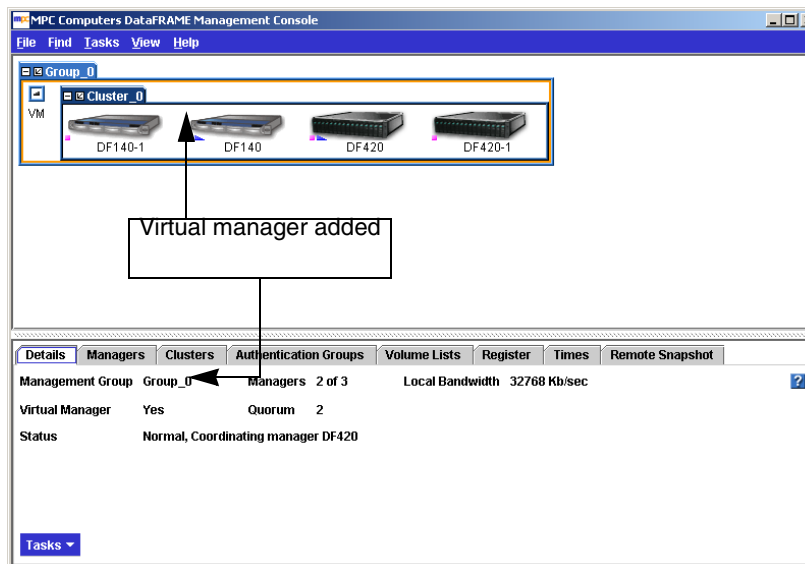 mpc MPC Computers DataFRAME Management Console
File Find Tasks View Help
Group_0
Cluster_0
VM
DF140-1 DF140 DF420 DF420-1
Virtual manager added
Details Managers Clusters Authentication Groups Volume Lists Register Times Remote Snapshot
Management Group Group_0 Managers 2 of 3 Local Bandwidth 32768 Kb/sec ?
Virtual Manager Yes Quorum 2
Status Normal, Coordinating manager DF420
Tasks